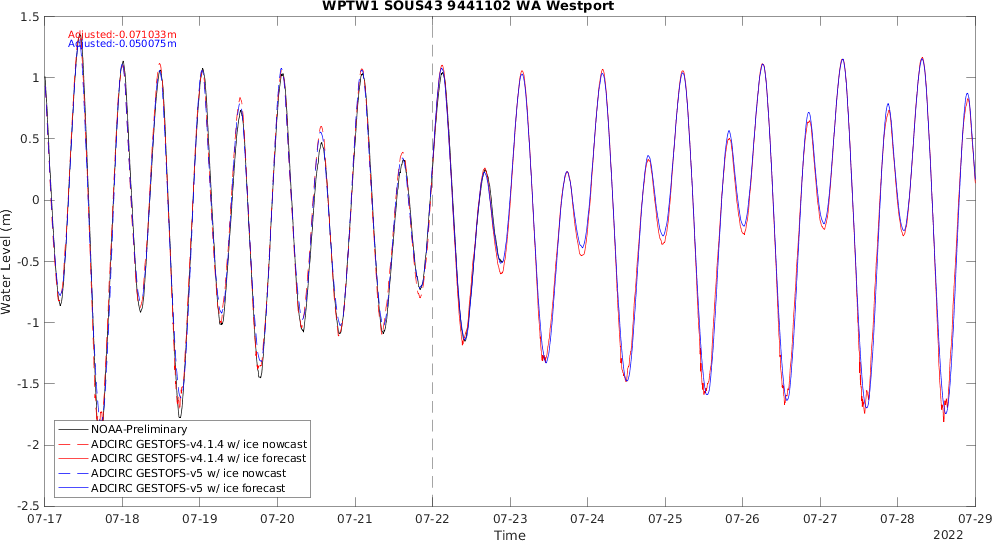 WPTW1 SOUS43 9441102 WA Westport
Adjusted:-0.071033m
Adjusted:-0.050075m
1.5
1
0.5
0
-0.5
-1
-1.5
-2
-2.5
Water Level (m)
NOAA-Preliminary
ADCIRC GESTOFS-v4.1.4 w/ ice nowcast
ADCIRC GESTOFS-v4.1.4 w/ ice forecast
ADCIRC GESTOFS-v5 w/ ice nowcast
ADCIRC GESTOFS-v5 w/ ice forecast
07-17 07-18 07-19 07-20 07-21 07-22 07-23 07-24 07-25 07-26 07-27 07-28 07-29
Time
2022